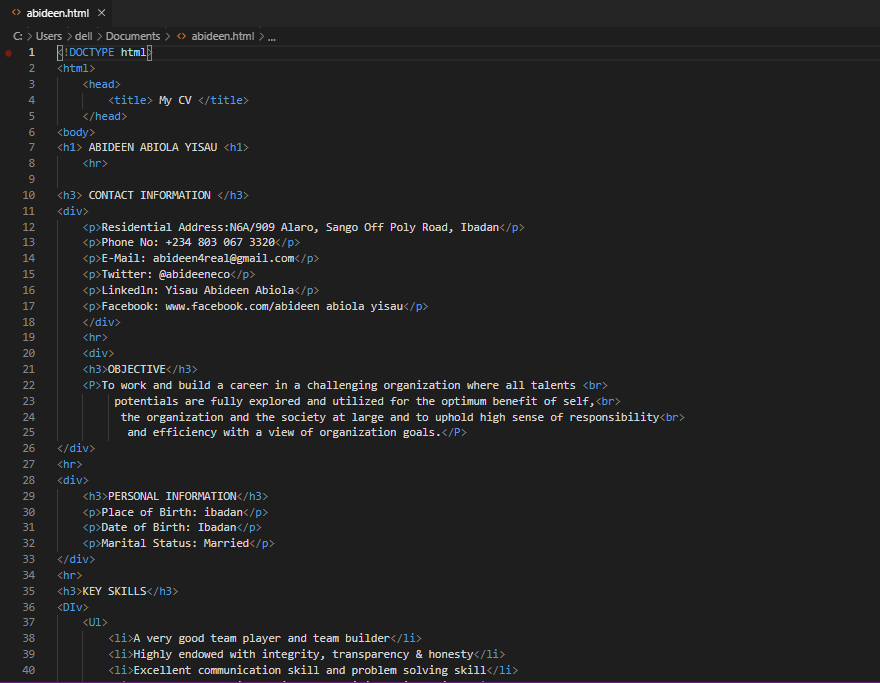 abideen.html
C: > Users > dell > Documents > abideen.html > ...
1 <!DOCTYPE html>
2 <html>
3 <head>
4 <title> My CV </title>
5 </head>
6 <body>
7 <h1> ABIDEEN ABIOLA YISAU <h1>
8 <hr>
9
10 <h3> CONTACT INFORMATION </h3>
11 <div>
12 <p>Residential Address:N6A/909 Alaro, Sango Off Poly Road, Ibadan</p>
13 <p>Phone No: +234 803 067 3320</p>
14 <p>E-Mail: abideen4real@gmail.com</p>
15 <p>Twitter: @abideeneco</p>
16 <p>Linkedln: Yisau Abideen Abiola</p>
17 <p>Facebook: www.facebook.com/abideen abiola yisau</p>
18 </div>
19 <hr>
20 <div>
21 <h3>OBJECTIVE</h3>
22 <P>To work and build a career in a challenging organization where all talents <br>
23 potentials are fully explored and utilized for the optimum benefit of self,<br>
24 the organization and the society at large and to uphold high sense of responsibility<br>
25 and efficiency with a view of organization goals.</P>
26 </div>
27 <hr>
28 <div>
29 <h3>PERSONAL INFORMATION</h3>
30 <p>Place of Birth: ibadan</p>
31 <p>Date of Birth: Ibadan</p>
32 <p>Marital Status: Married</p>
33 </div>
34 <hr>
35 <h3>KEY SKILLS</h3>
36 <DIv>
37 <Ul>
38 <li>A very good team player and team builder</li>
39 <li>Highly endowed with integrity, transparency & honesty</li>
40 <li>Excellent communication skill and problem solving skill</li>